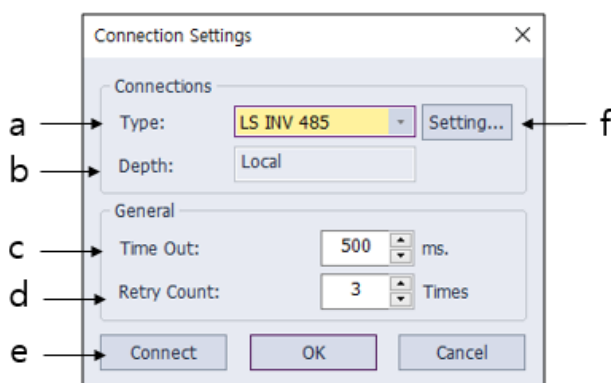 Connection Settings
Connections
a Type: LS INV 485 Setting... f
b Depth: Local
General
c Time Out: 500 ms.
d Retry Count: 3 Times
e Connect OK Cancel